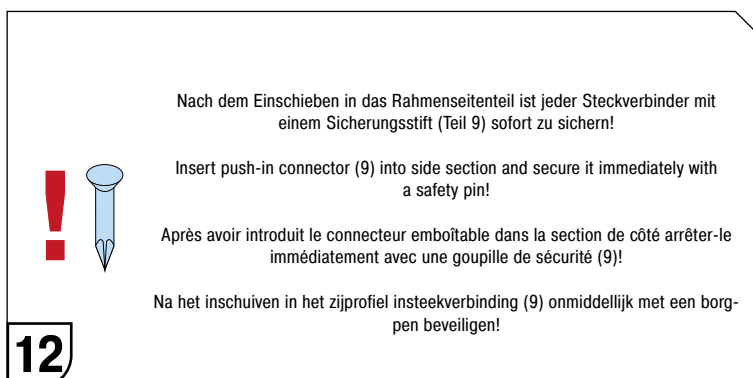 Nach dem Einschieben in das Rahmenseitenteil ist jeder Steckverbinder mit
einem Sicherungsstift (Teil 9) sofort zu sichern!
Insert push-in connector (9) into side section and secure it immediately with
a safety pin!
Après avoir introduit le connecteur emboîtable dans la section de côté arrêter-le
immédiatement avec une goupille de sécurité (9)!
Na het inschuiven in het zijprofiel insteekverbinding (9) onmiddellijk met een borg-
pen beveiligen!
!
12